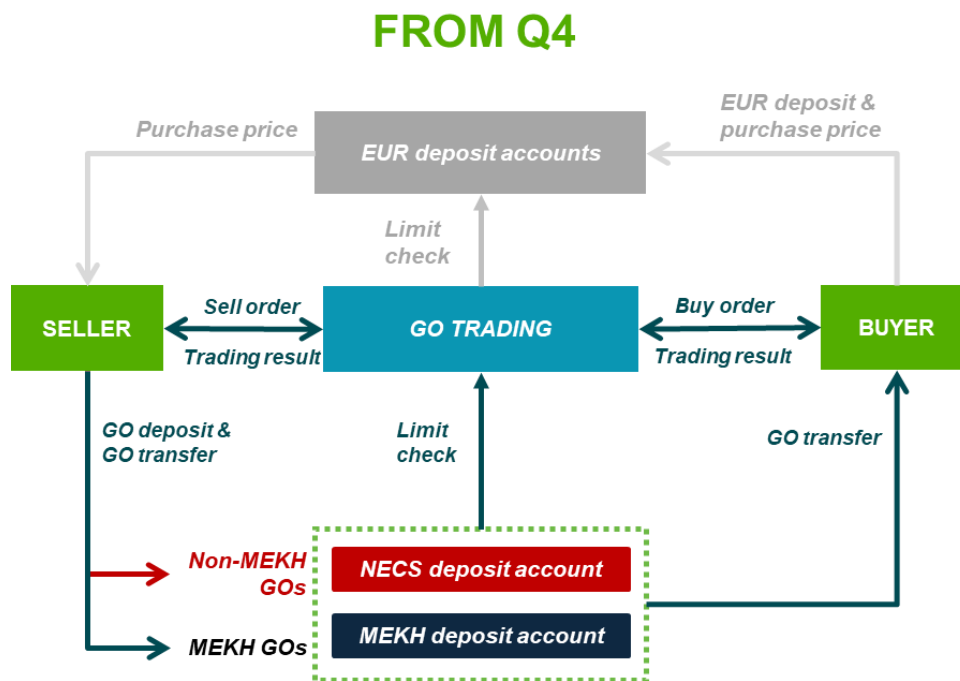 FROM Q4
Purchase price
EUR deposit &
purchase price
EUR deposit accounts
Limit
check
SELLER
Sell order
Trading result
GO TRADING
Buy order
Trading result
BUYER
GO deposit &
GO transfer
Limit
check
GO transfer
Non-MEKH
GOs
NECS deposit account
MEKH GOs
MEKH deposit account